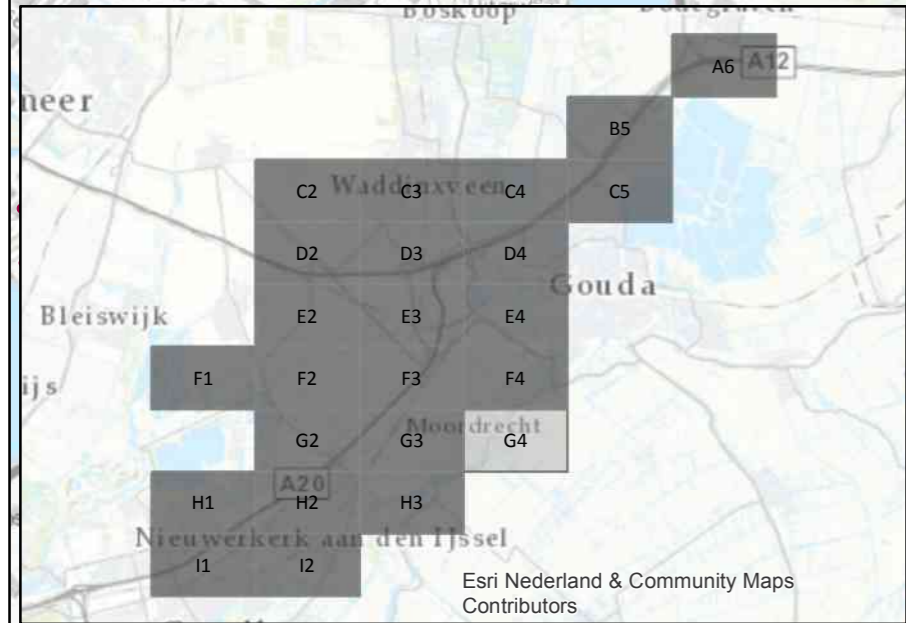 Boskoop
A6
A12
B5
C2
Waddinxveen
C3
C4
C5
D2
D3
D4
Gouda
Bleiswijk
E2
E3
E4
F1
F2
F3
F4
G2
Moordrecht
G3
G4
A20
H1
H2
H3
Nieuwerkerk aan den IJssel
I1
I2
Esri Nederland & Community Maps
Contributors